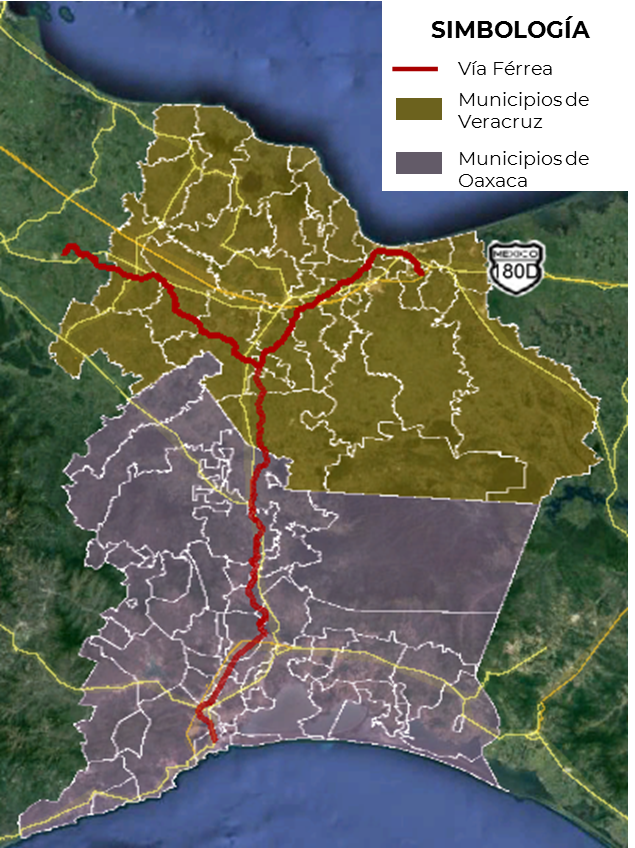 SIMBOLOGÍA
Vía Férrea
Municipios de
Veracruz
Municipios de
Oaxaca
MEXICO
180D